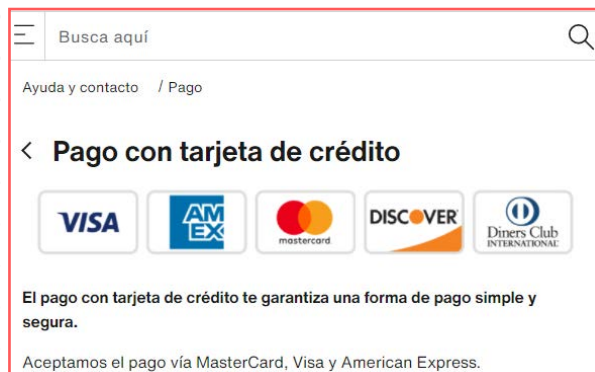 Busca aquí
Ayuda y contacto / Pago
Pago con tarjeta de crédito
VISA AM EX mastercard DISCOVER Diners Club INTERNATIONAL
El pago con tarjeta de crédito te garantiza una forma de pago simple y
segura.
Aceptamos el pago vía MasterCard, Visa y American Express.